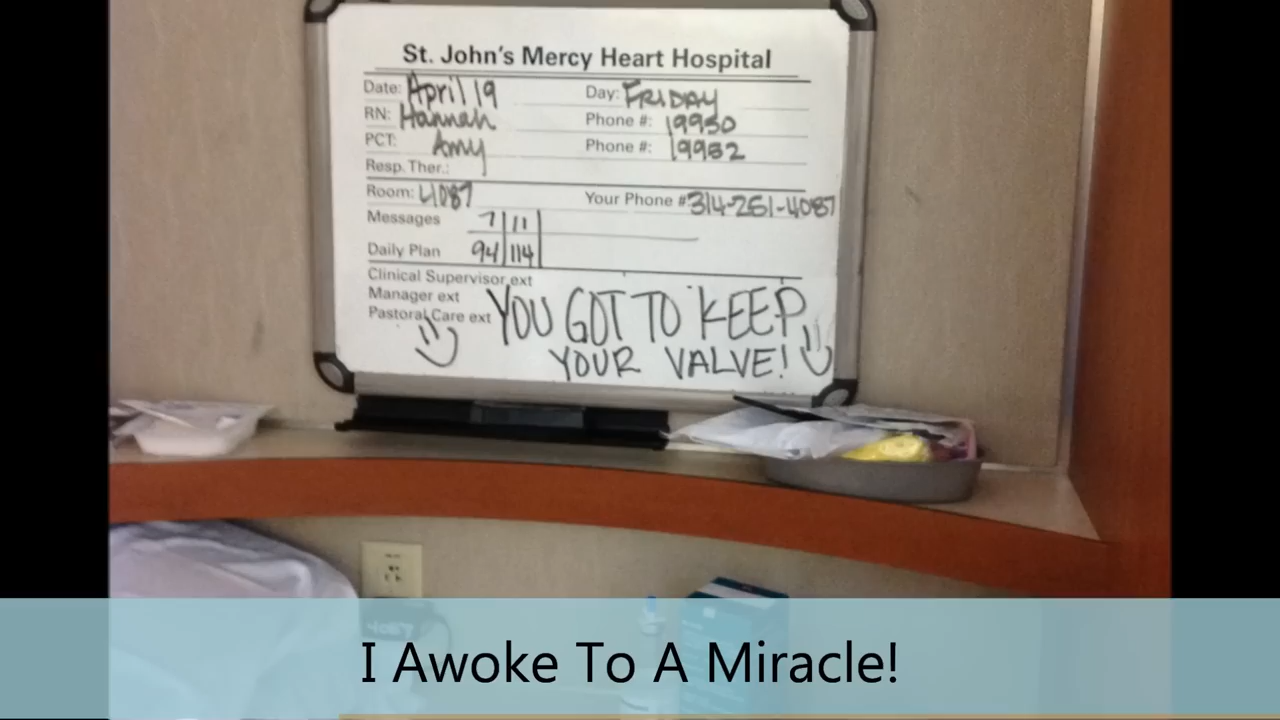 St. John's Mercy Heart Hospital
Date: April 19 Day: FRIDAY
RN: Hannah Phone #: 19950
PCT: Amy Phone #: 19952
Resp. Ther.:
Room: 4087 Your Phone # 314-251-4087
Messages 7 11
Daily Plan 94 114
Clinical Supervisor ext
Manager ext
Pastoral Care ext YOU GOT TO KEEP
YOUR VALVE!
I Awoke To A Miracle!